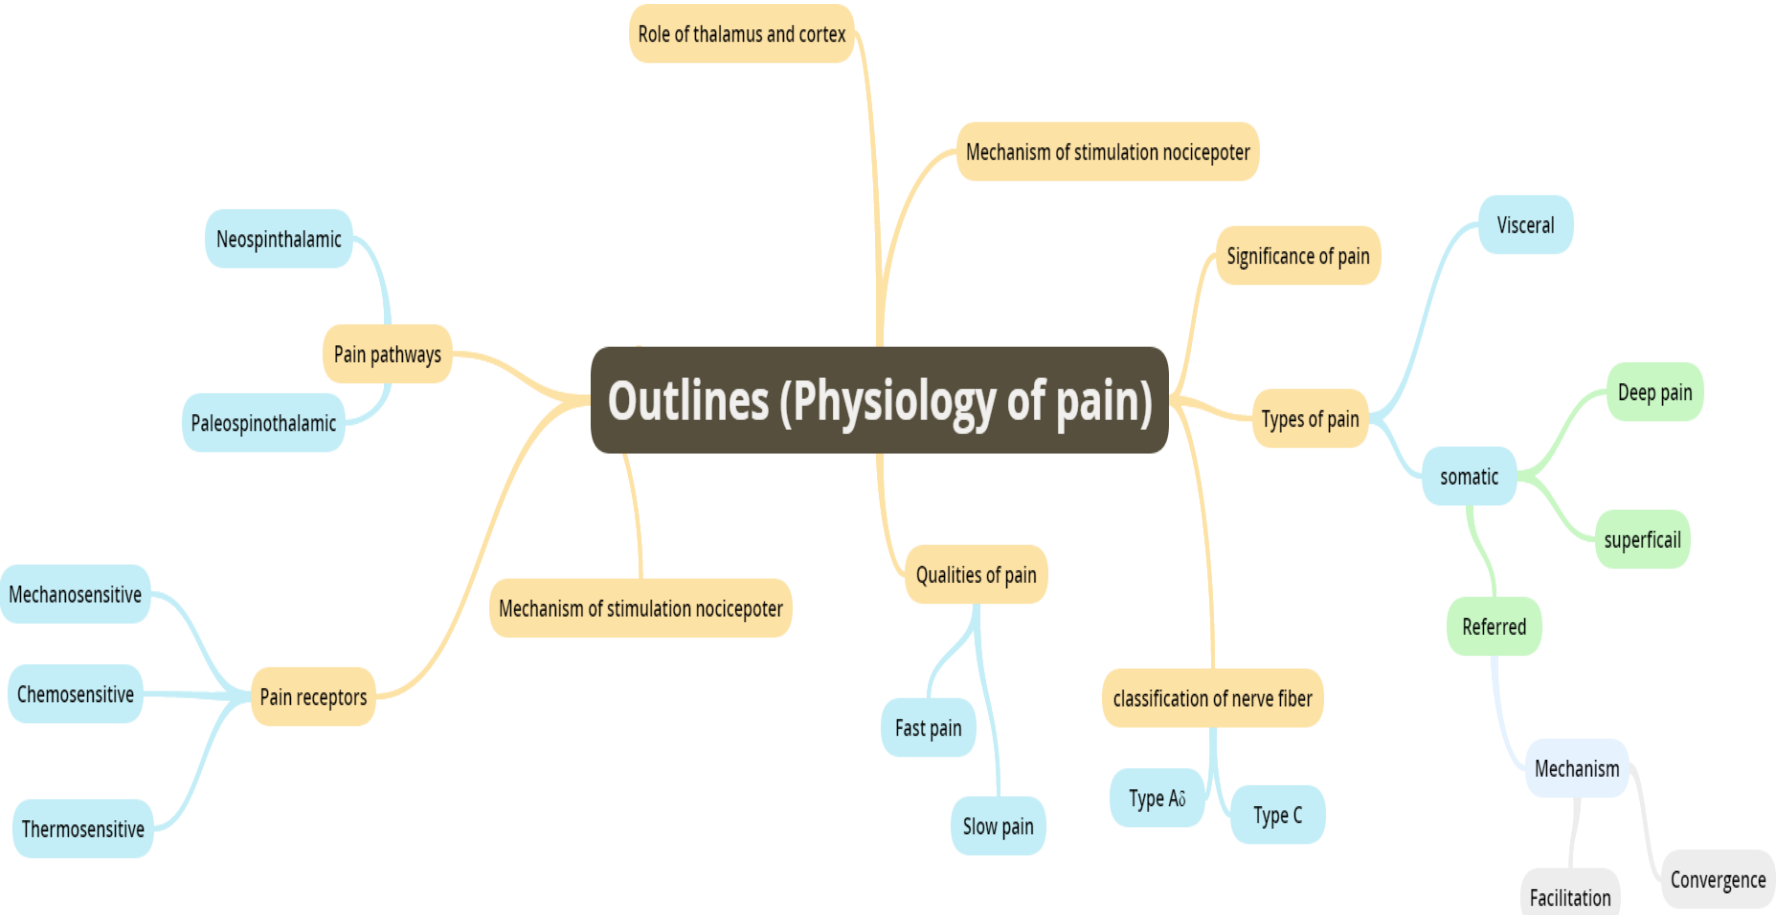 Role of thalamus and cortex
Mechanism of stimulation nocicepoter
Significance of pain
Visceral
Neospinthalamic
Pain pathways
Paleospinothalamic
Outlines (Physiology of pain)
Types of pain
Deep pain
somatic
superficail
Referred
Mechanism
Convergence
Facilitation
Mechanosensitive
Chemosensitive
Thermosensitive
Pain receptors
Mechanism of stimulation nocicepoter
Qualities of pain
Fast pain
Slow pain
classification of nerve fiber
Type Aδ
Type C